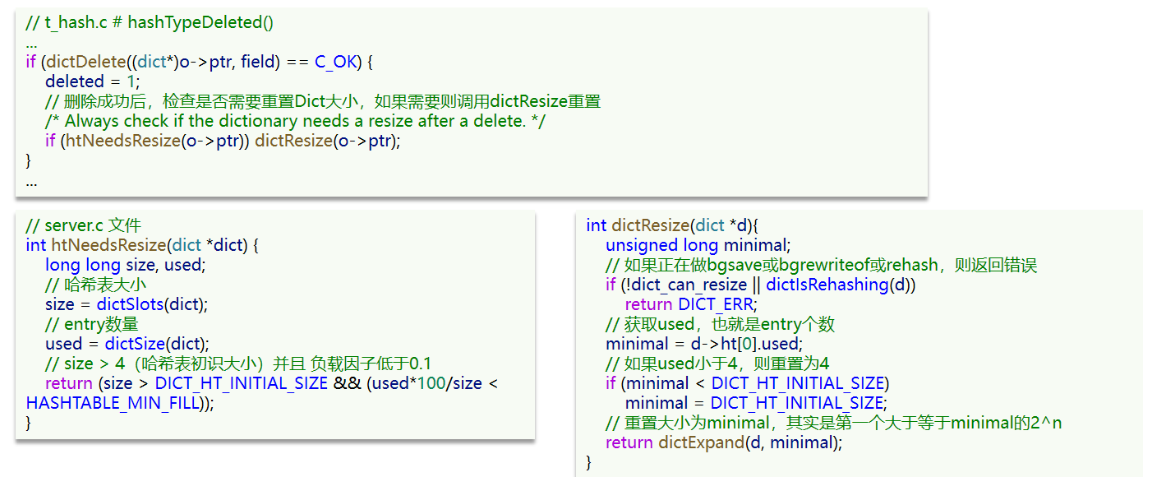 // t_hash.c # hashTypeDeleted()
...
if (dictDelete((dict*)o->ptr, field) == C_OK) {
deleted = 1;
// 删除成功后，检查是否需要重置Dict大小，如果需要则调用dictResize重置
/* Always check if the dictionary needs a resize after a delete. */
if (htNeedsResize(o->ptr)) dictResize(o->ptr);
}
...
// server.c 文件
int htNeedsResize(dict *dict) {
long long size, used;
// 哈希表大小
size = dictSlots(dict);
// entry数量
used = dictSize(dict);
// size > 4（哈希表初识大小）并且 负载因子低于0.1
return (size > DICT_HT_INITIAL_SIZE && (used*100/size <
HASHTABLE_MIN_FILL));
}
int dictResize(dict *d){
unsigned long minimal;
// 如果正在做bgsave或bgrewriteof或rehash，则返回错误
if (!dict_can_resize || dictIsRehashing(d))
return DICT_ERR;
// 获取used，也就是entry个数
minimal = d->ht[0].used;
// 如果used小于4，则重置为4
if (minimal < DICT_HT_INITIAL_SIZE)
minimal = DICT_HT_INITIAL_SIZE;
// 重置大小为minimal，其实是第一个大于等于minimal的2^n
return dictExpand(d, minimal);
}